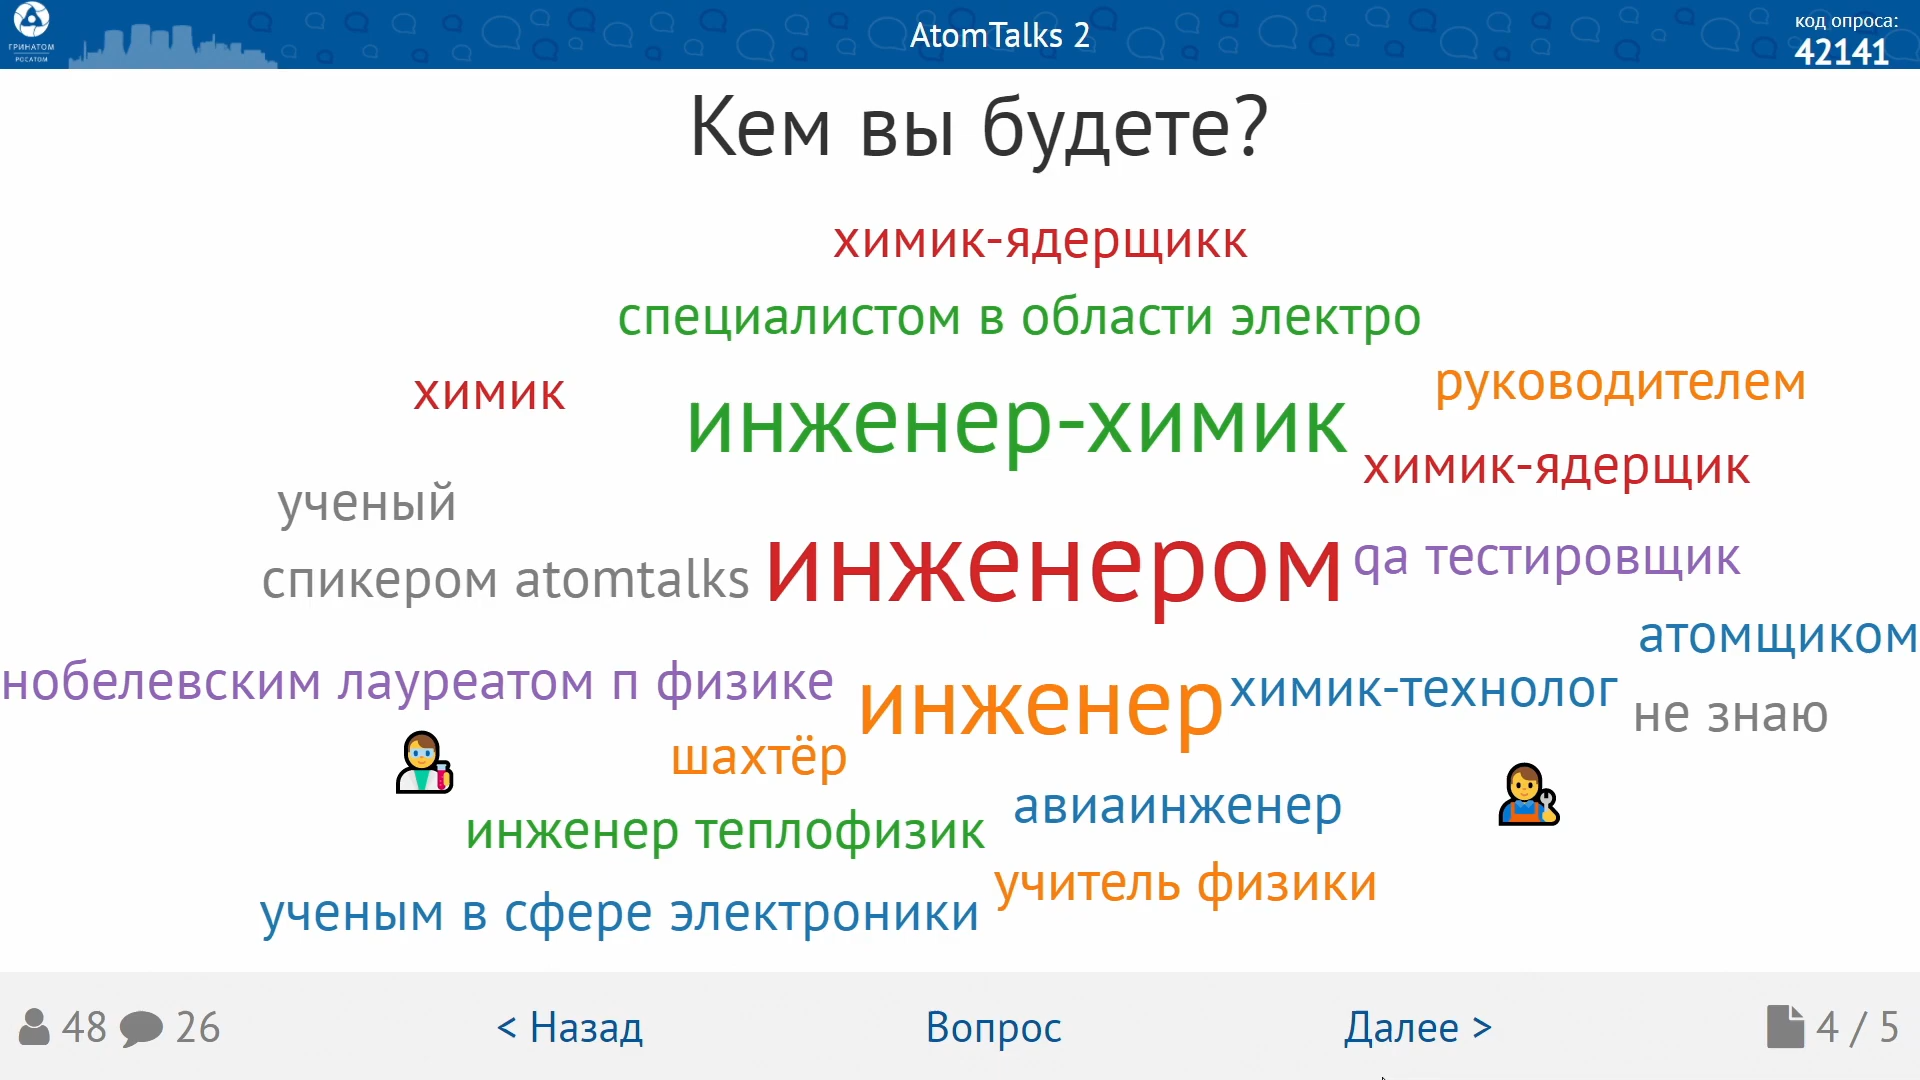 ГРИНАТОМ
РОСАТОМ
AtomTalks 2
код опроса:
42141
Кем вы будете?
химик-ядерщикк
специалистом в области электро
химик
инженер-химик
руководителем
химик-ядерщик
ученый
спикером atomtalks
инженером
qa тестировщик
атомщиком
нобелевским лауреатом п физике
инженер
химик-технолог
не знаю
шахтёр
инженер теплофизик
авиаинженер
учитель физики
ученым в сфере электроники
48 26
< Назад
Вопрос
Далее >
4 / 5